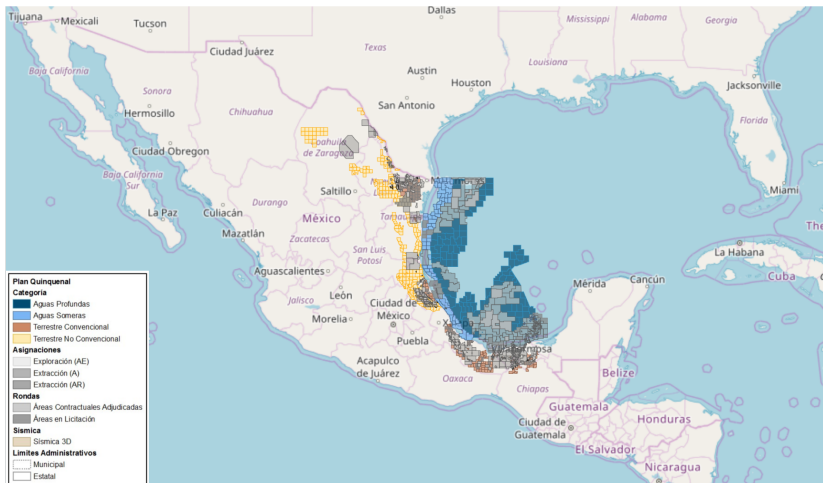 Dallas
Tijuana
Mexicali
Tucson
Mississippi
Alabama
Georgia
Ciudad Juárez
Texas
Baja California
Sonora
Austin
Louisiana
Jacksonville
Houston
Hermosillo
Chihuahua
San Antonio
Florida
Ciudad Obregon
de Zaragoza
Baja California
Sur
Miami
Saltillo
La Paz
Culiacán
Durango
México
Mazatlán
Zacatecas
San Luis
Potosí
La Habana
Cuba
Mérida
Cancún
Aguascalientes
León
Jalisco
Ciudad de
México
Morelia
Puebla
Acapulco
de Juárez
Oaxaca
Chiapas
Belize
Guatemala
Honduras
Ciudad de
Guatemala
El Salvador
Nicaragua
Plan Quinquenal
Categoría
Aguas Profundas
Aguas Someras
Terrestre Convencional
Terrestre No Convencional
Asignaciones
Exploración (AE)
Extracción (A)
Extracción (AR)
Rondas
Áreas Contractuales Adjudicadas
Áreas en Licitación
Sísmica
Sísmica 3D
Límites Administrativos
Municipal
Estatal